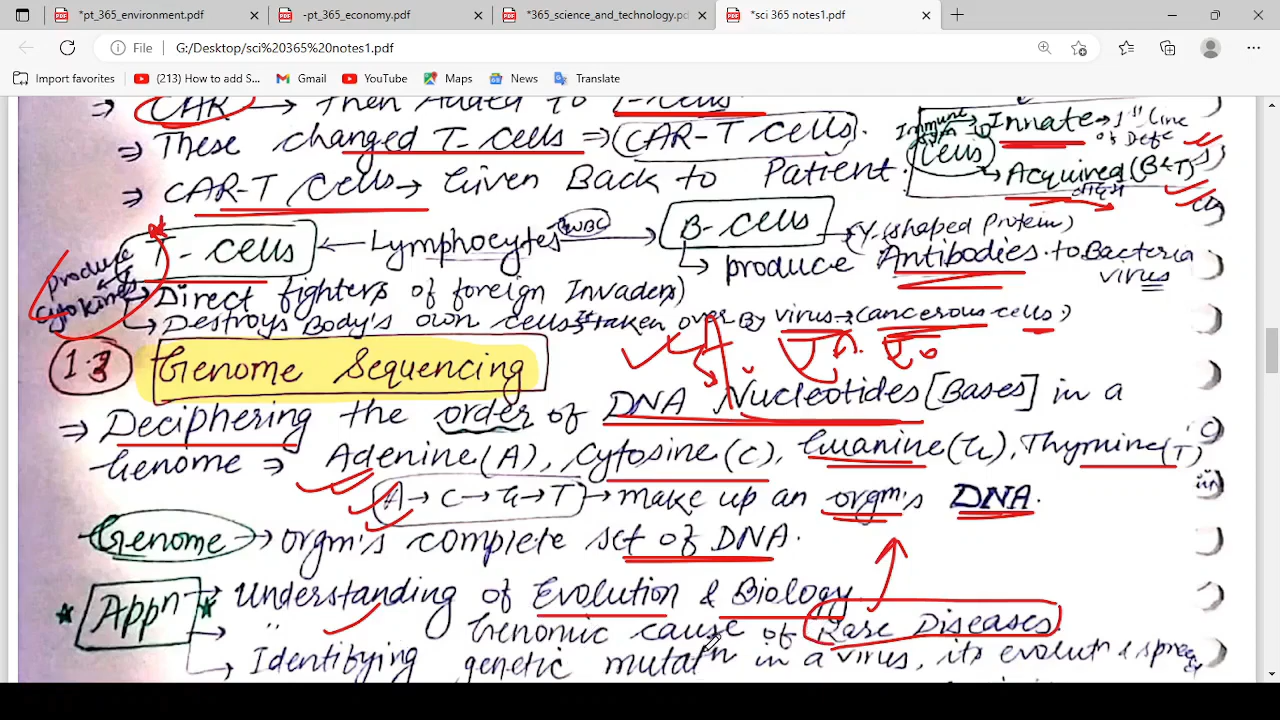 *pt_365_environment.pdf
-pt_365_economy.pdf
*365_science_and_technology.pd
*sci 365 notes1.pdf
File
G:/Desktop/sci%20365%20notes1.pdf
Import favorites
(213) How to add S...
Gmail
YouTube
Maps
News
Translate
⇒ CAR → then Added to T-cells
⇒ These changed T-cells ⇒ CAR-T cells.
⇒ CAR-T cells → Given Back to Patient.
Immune
Cells
Innate → 1st Line
of Defe
Acquired (B&T)
T-cells ← Lymphocytes (WBC) → B-cells → (Y-shaped Protein)
→ produce Antibodies to Bacteria
virus
produce
cytokines
→ Direct fighters of foreign Invaders)
→ Destroys Body's own cells taken over By virus → (cancerous cells)
1.3 Genome Sequencing
⇒ Deciphering the order of DNA Nucleotides [Bases] in a
Genome ⇒ Adenine (A), Cytosine (C), Guanine (G), Thymine (T)
A → C → G → T → make up an orgm's DNA.
Genome → orgm's complete set of DNA.
Appn → Understanding of Evolution & Biology
→ " Genomic cause of Rare Diseases.
→ Identifying genetic mutatn in a virus, its evolutn & spread